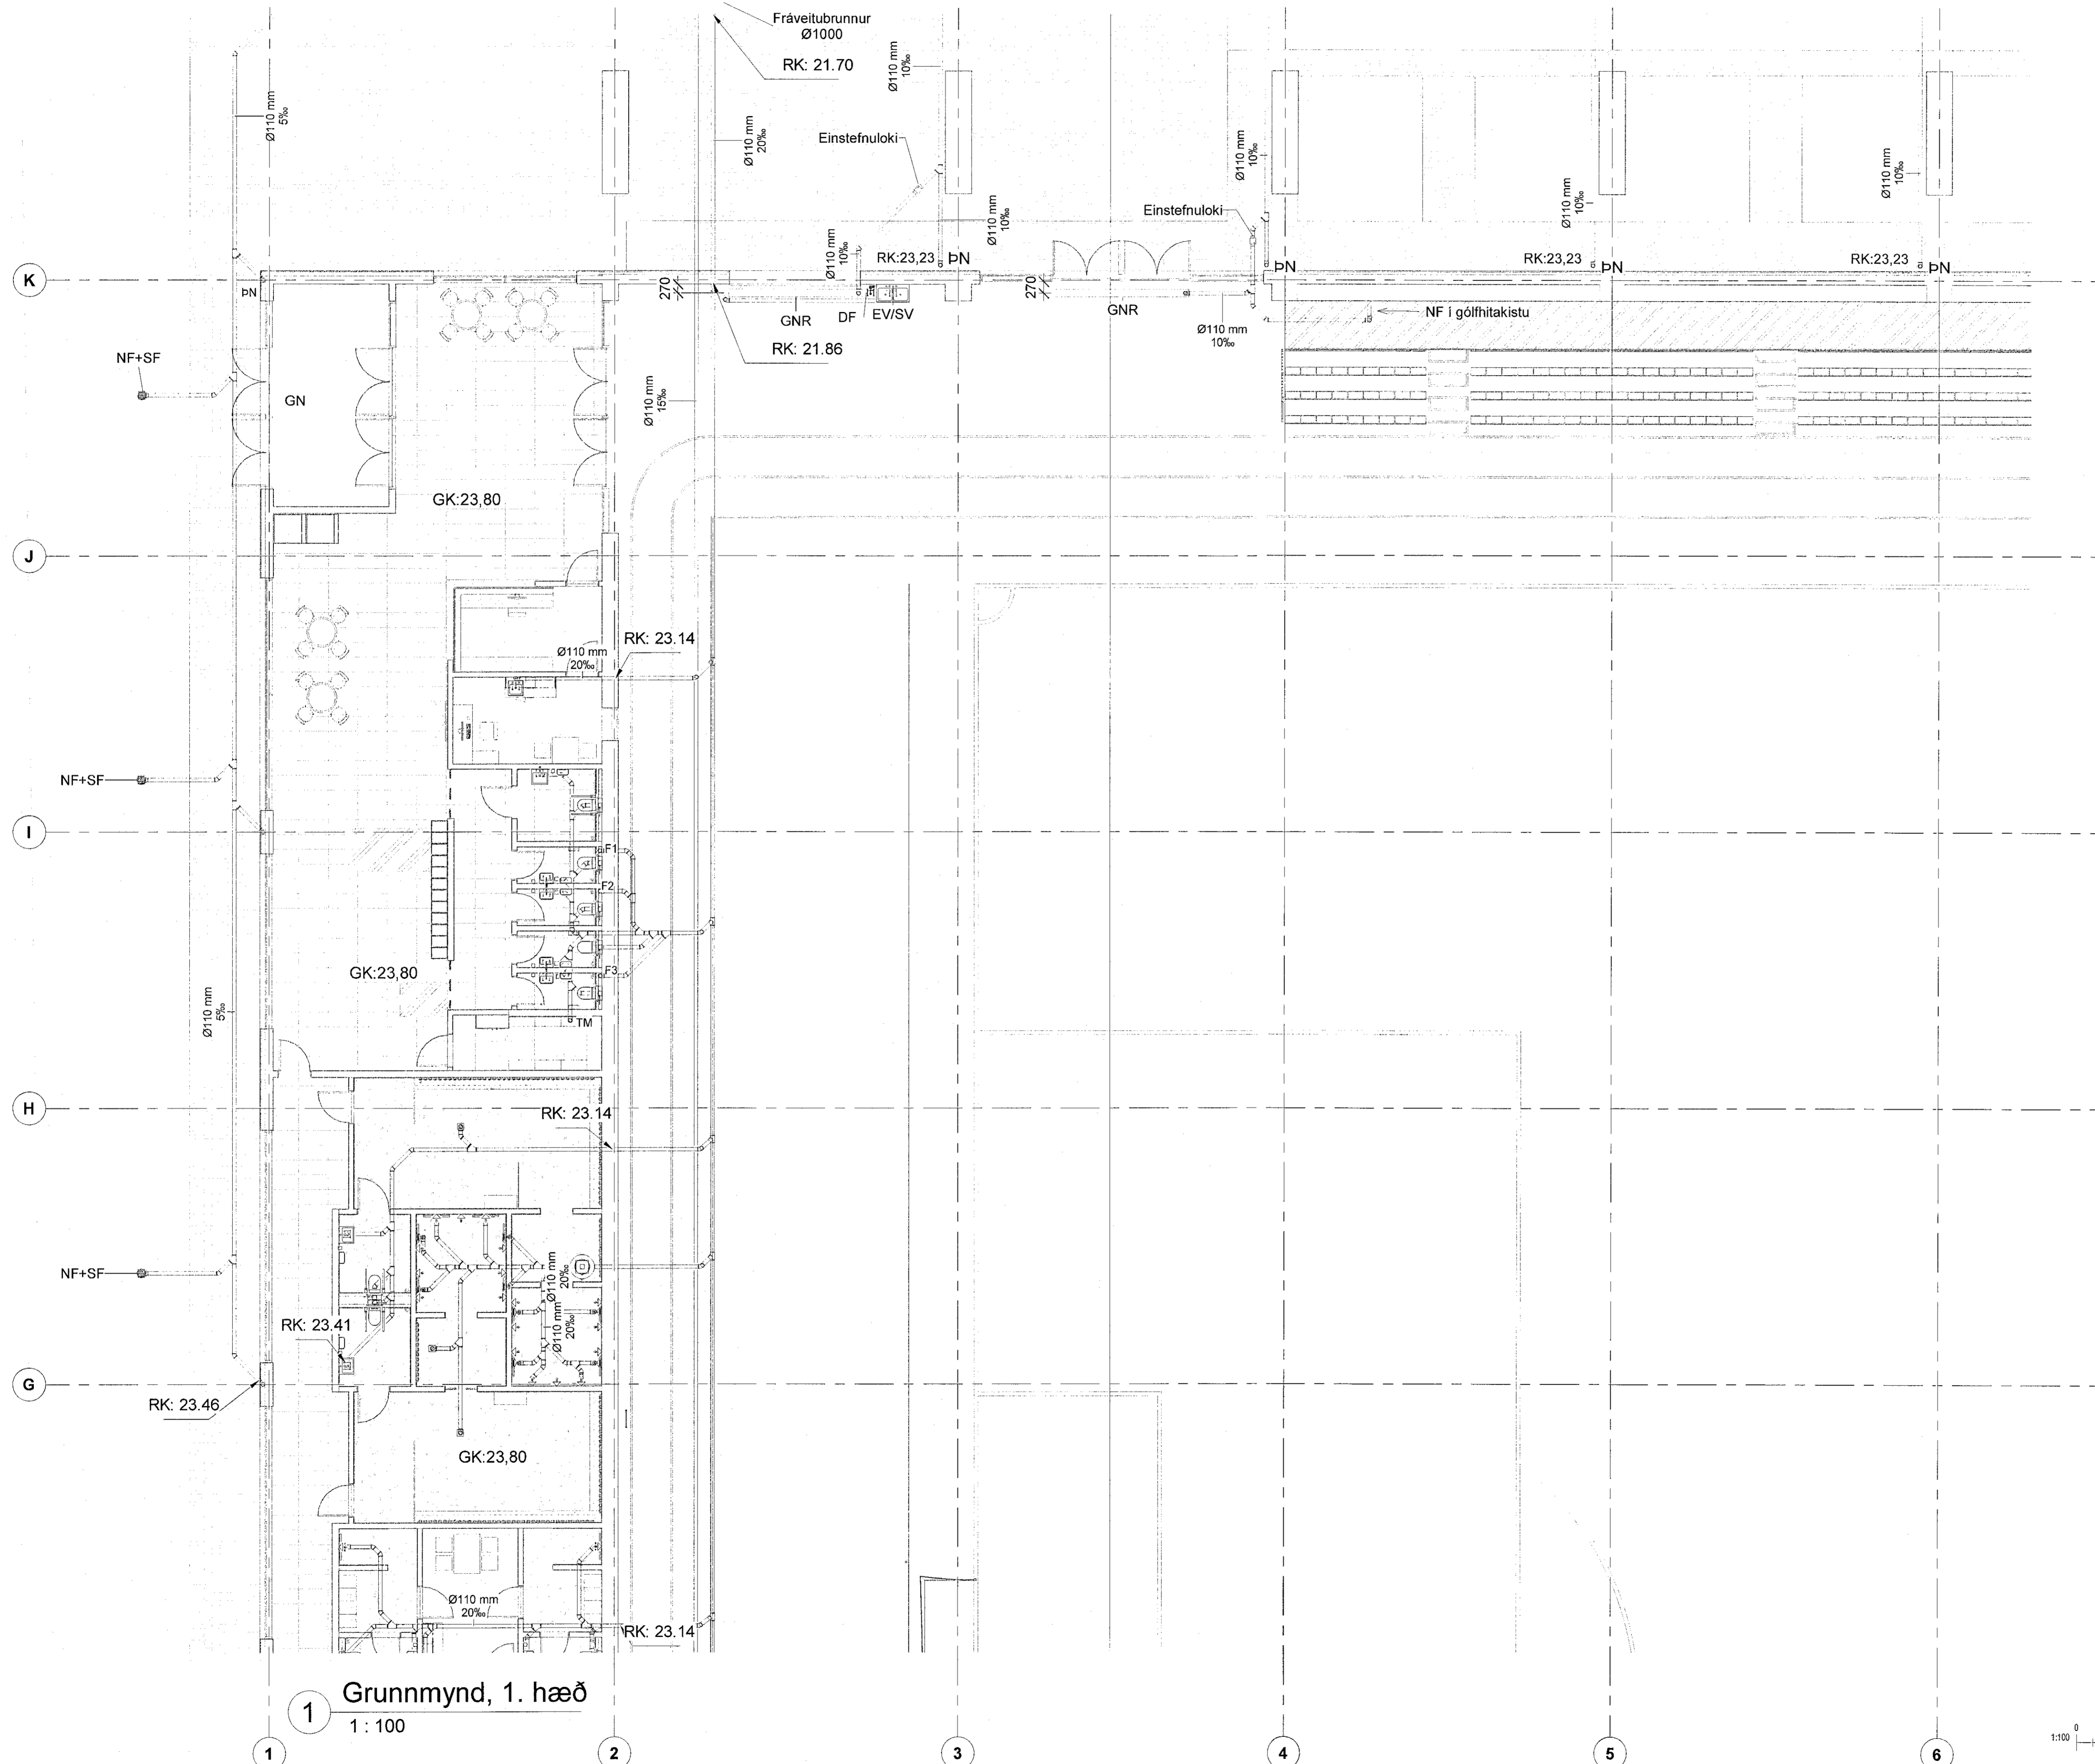 Fráveitubrunnur
Ø1000
RK: 21.70
Ø110 mm
10‰
Ø110 mm
5‰
Ø110 mm
20‰
Einstefnuloki
Ø110 mm
10‰
Ø110 mm
10‰
Ø110 mm
10‰
Einstefnuloki
Ø110 mm
10‰
Ø110 mm
10‰
Ø110 mm
10‰
K
RK:23,23
ÞN
ÞN
RK:23,23
ÞN
RK:23,23
ÞN
ÞN
270
270
GNR
DF
EV/SV
GNR
NF í gólfhitakistu
Ø110 mm
10‰
RK: 21.86
NF+SF
GN
Ø110 mm
15‰
GK:23,80
J
RK: 23.14
Ø110 mm
20‰
NF+SF
I
F1
F2
F3
GK:23,80
Ø110 mm
5‰
TM
H
RK: 23.14
NF+SF
Ø110 mm
20‰
RK: 23.41
Ø110 mm
20‰
G
RK: 23.46
GK:23,80
Ø110 mm
20‰
RK: 23.14
1
Grunnmynd, 1. hæð
1 : 100
0
1:100
1
2
3
4
5
6